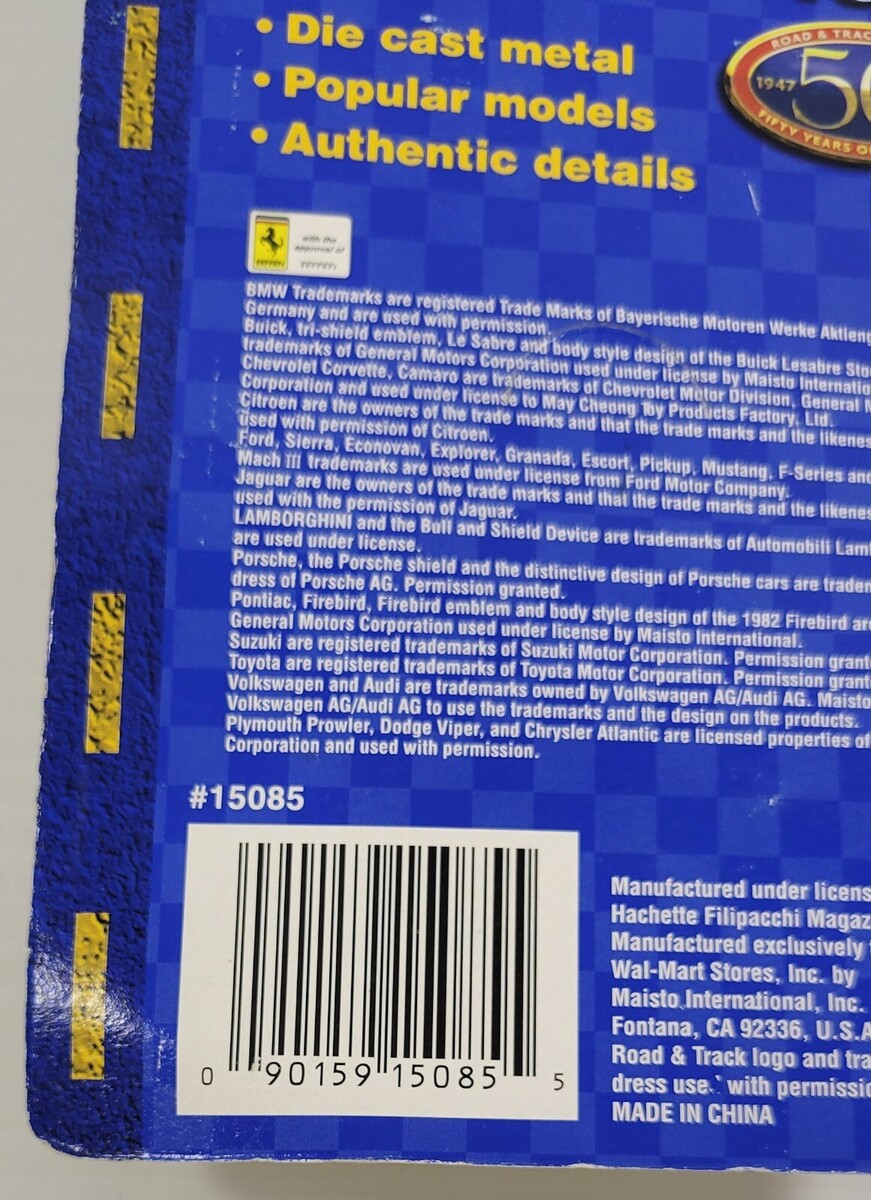 • Die cast metal
• Popular models
• Authentic details
ROAD & TRAC
1947
50
FIFTY YEARS O
with the
approval of
BMW Trademarks are registered Trade Marks of Bayerische Motoren Werke Aktieng
Germany and are used with permission.
Buick, tri-shield emblem, Le Sabre and body style design of the Buick Lesabre Sto
trademarks of General Motors Corporation used under license by Maisto Internatio
Chevrolet Corvette, Camaro are trademarks of Chevrolet Motor Division, General M
Corporation and used under license to May Cheong Toy Products Factory, Ltd.
Citroen are the owners of the trade marks and that the trade marks and the likenes
used with permission of Citroen.
Ford, Sierra, Econovan, Explorer, Granada, Escort, Pickup, Mustang, F-Series and
Mach III trademarks are used under license from Ford Motor Company.
Jaguar are the owners of the trade marks and that the trade marks and the likenes
used with the permission of Jaguar.
LAMBORGHINI and the Bull and Shield Device are trademarks of Automobili Lam
are used under license.
Porsche, the Porsche shield and the distinctive design of Porsche cars are tradem
dress of Porsche AG. Permission granted.
Pontiac, Firebird, Firebird emblem and body style design of the 1982 Firebird are
General Motors Corporation used under license by Maisto International.
Suzuki are registered trademarks of Suzuki Motor Corporation. Permission grant
Toyota are registered trademarks of Toyota Motor Corporation. Permission grant
Volkswagen and Audi are trademarks owned by Volkswagen AG/Audi AG. Maisto
Volkswagen AG/Audi AG to use the trademarks and the design on the products.
Plymouth Prowler, Dodge Viper, and Chrysler Atlantic are licensed properties of
Corporation and used with permission.
#15085
0 90159 15085 5
Manufactured under licens
Hachette Filipacchi Magaz
Manufactured exclusively
Wal-Mart Stores, Inc. by
Maisto International, Inc.
Fontana, CA 92336, U.S.A
Road & Track logo and tra
dress use with permissio
MADE IN CHINA